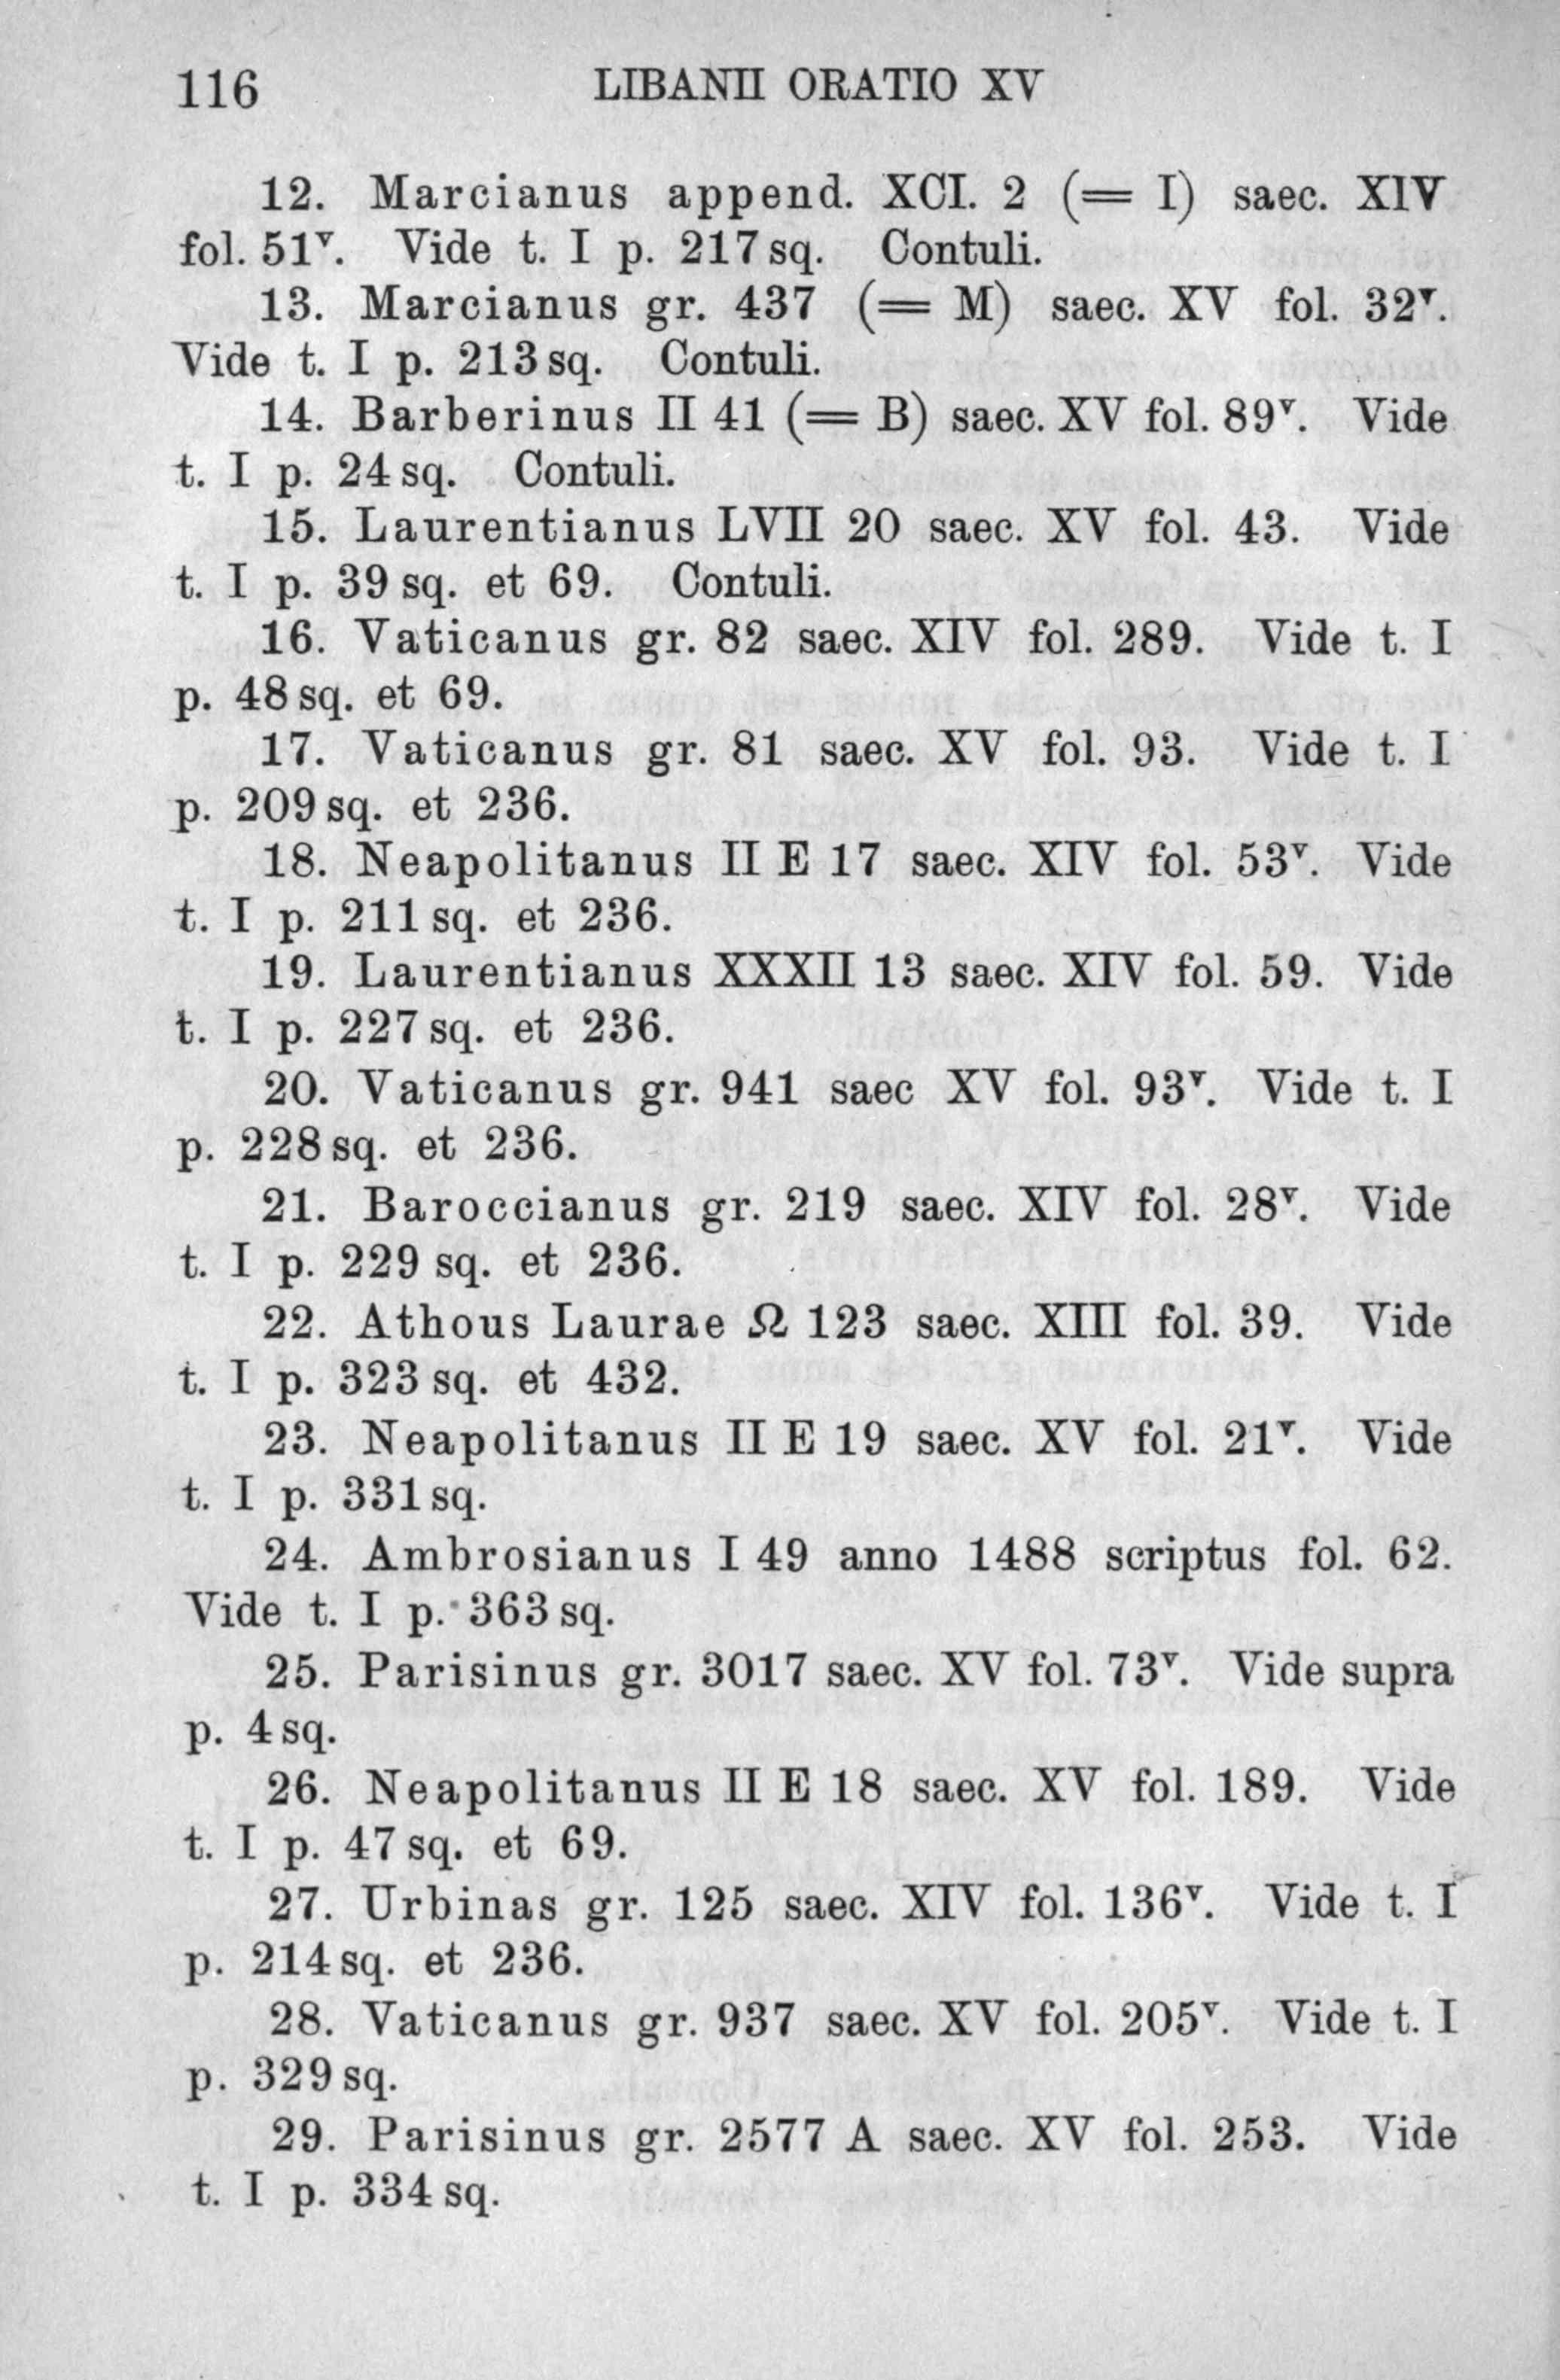 116 LIBANII ORATIO XV
12. Marcianus append. XCI. 2 (= I) saec. XIV
fol. 51ᵛ. Vide t. I p. 217 sq. Contuli.
13. Marcianus gr. 437 (= M) saec. XV fol. 32ᵛ.
Vide t. I p. 213 sq. Contuli.
14. Barberinus II 41 (= B) saec. XV fol. 89ᵛ. Vide
t. I p. 24 sq. Contuli.
15. Laurentianus LVII 20 saec. XV fol. 43. Vide
t. I p. 39 sq. et 69. Contuli.
16. Vaticanus gr. 82 saec. XIV fol. 289. Vide t. I
p. 48 sq. et 69.
17. Vaticanus gr. 81 saec. XV fol. 93. Vide t. I
p. 209 sq. et 236.
18. Neapolitanus II E 17 saec. XIV fol. 53ᵛ. Vide
t. I p. 211 sq. et 236.
19. Laurentianus XXXII 13 saec. XIV fol. 59. Vide
t. I p. 227 sq. et 236.
20. Vaticanus gr. 941 saec XV fol. 93ᵛ. Vide t. I
p. 228 sq. et 236.
21. Baroccianus gr. 219 saec. XIV fol. 28ᵛ. Vide
t. I p. 229 sq. et 236.
22. Athous Laurae Ω 123 saec. XIII fol. 39. Vide
t. I p. 323 sq. et 432.
23. Neapolitanus II E 19 saec. XV fol. 21ᵛ. Vide
t. I p. 331 sq.
24. Ambrosianus I 49 anno 1488 scriptus fol. 62.
Vide t. I p. 363 sq.
25. Parisinus gr. 3017 saec. XV fol. 73ᵛ. Vide supra
p. 4 sq.
26. Neapolitanus II E 18 saec. XV fol. 189. Vide
t. I p. 47 sq. et 69.
27. Urbinas gr. 125 saec. XIV fol. 136ᵛ. Vide t. I
p. 214 sq. et 236.
28. Vaticanus gr. 937 saec. XV fol. 205ᵛ. Vide t. I
p. 329 sq.
29. Parisinus gr. 2577 A saec. XV fol. 253. Vide
t. I p. 334 sq.